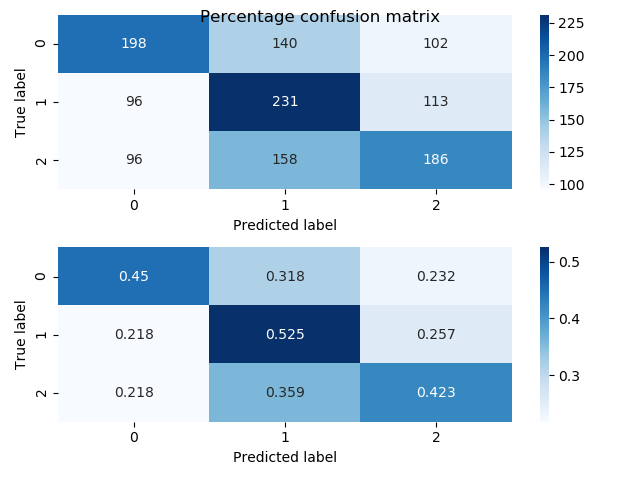 Percentage confusion matrix
0 198 140 102
1 96 231 113
2 96 158 186
True label
0 1 2
Predicted label
225
200
175
150
125
100
0 0.45 0.318 0.232
1 0.218 0.525 0.257
2 0.218 0.359 0.423
True label
0 1 2
Predicted label
0.5
0.4
0.3